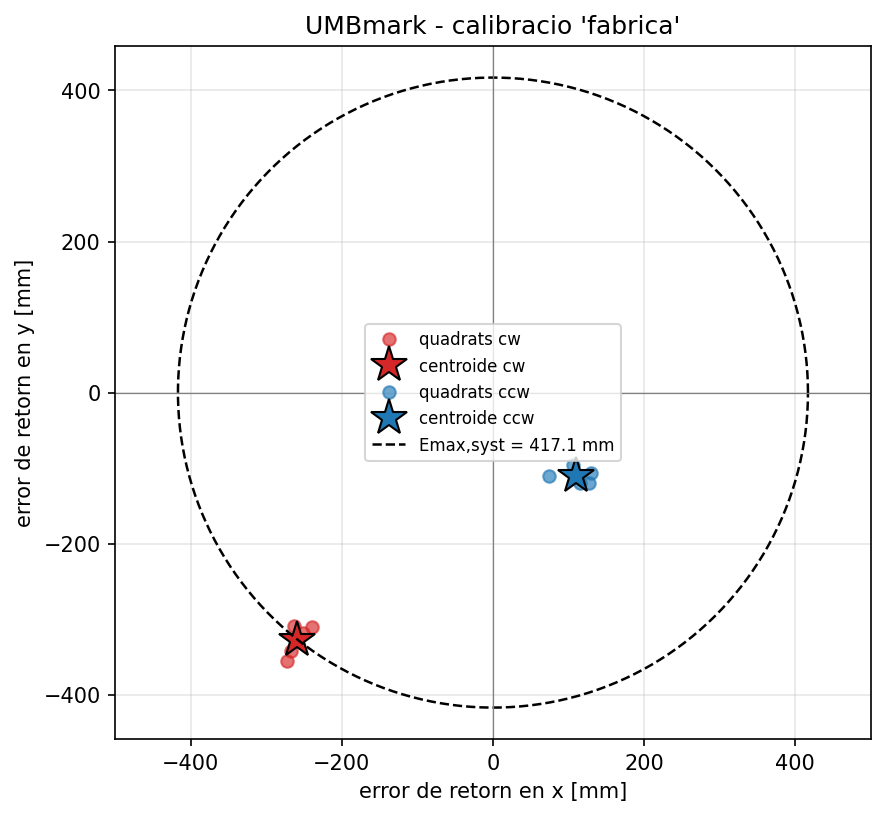 UMBmark - calibracio 'fabrica'
error de retorn en y [mm]
400
200
0
−200
−400
quadrats cw
centroide cw
quadrats ccw
centroide ccw
Emax,syst = 417.1 mm
−400 −200 0 200 400
error de retorn en x [mm]